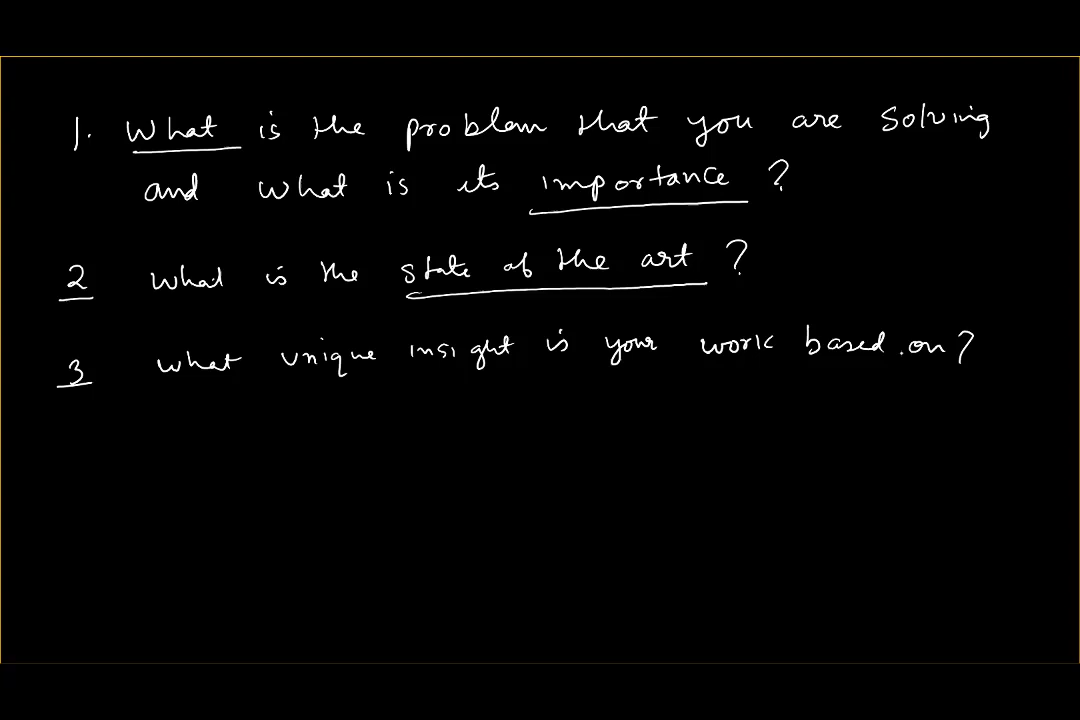 1. What is the problem that you are solving
and what is its importance ?
2 What is the state of the art ?
3 What unique insight is your work based on ?